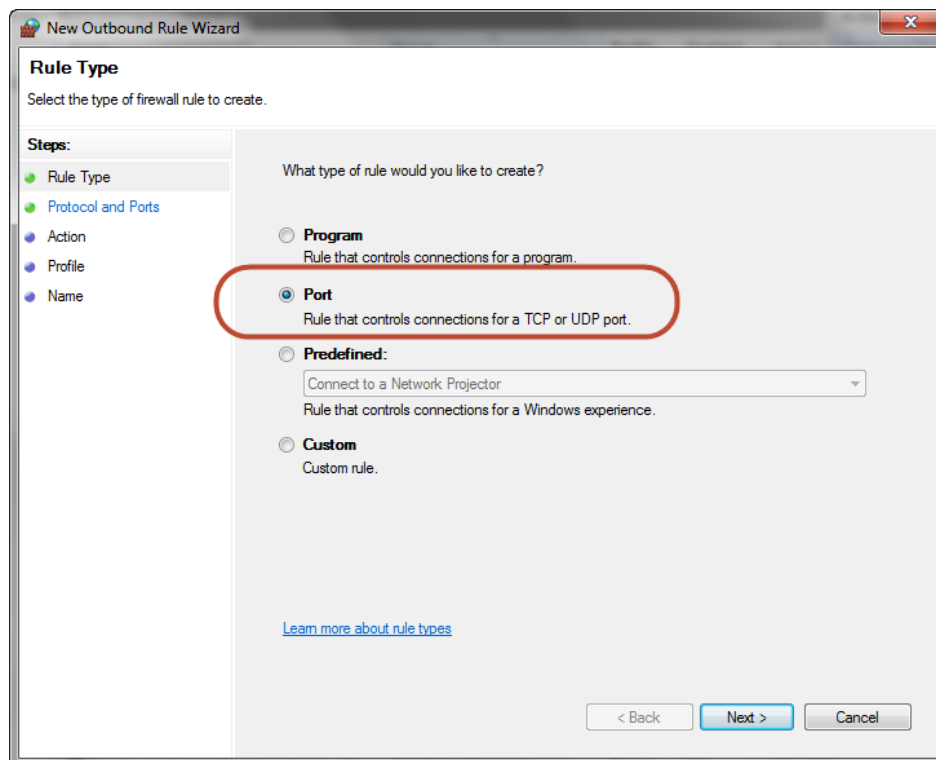 New Outbound Rule Wizard
X
Rule Type
Select the type of firewall rule to create.
Steps:
Rule Type
Protocol and Ports
Action
Profile
Name
What type of rule would you like to create?
Program
Rule that controls connections for a program.
Port
Rule that controls connections for a TCP or UDP port.
Predefined:
Connect to a Network Projector
Rule that controls connections for a Windows experience.
Custom
Custom rule.
Learn more about rule types
< Back
Next >
Cancel